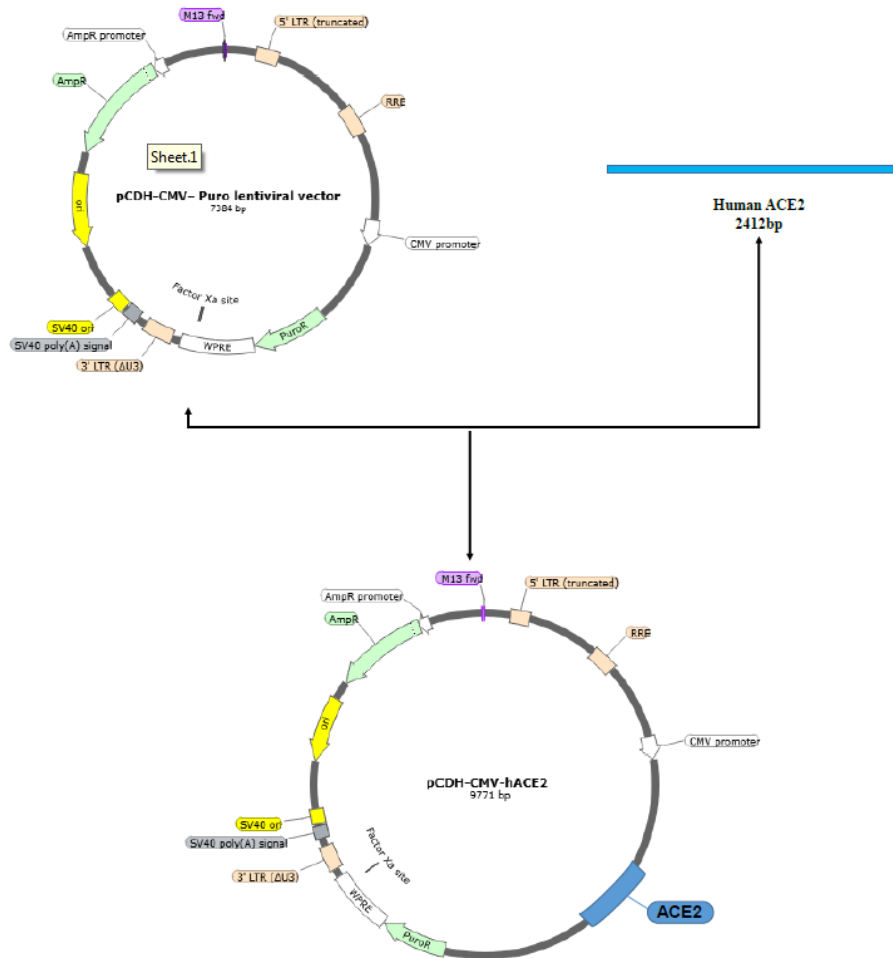 M13 fwd
5' LTR (truncated)
AmpR promoter
AmpR
RRE
Sheet.1
pCDH-CMV- Puro lentiviral vector
7384 bp
Human ACE2
2412bp
ori
CMV promoter
Factor Xa site
SV40 ori
PuroR
SV40 poly(A) signal
WPRE
3' LTR (ΔU3)
M13 fwd
5' LTR (truncated)
AmpR promoter
AmpR
RRE
ori
CMV promoter
pCDH-CMV-hACE2
9771 bp
SV40 ori
SV40 poly(A) signal
Factor Xa site
3' LTR (ΔU3)
WPRE
ACE2
PuroR